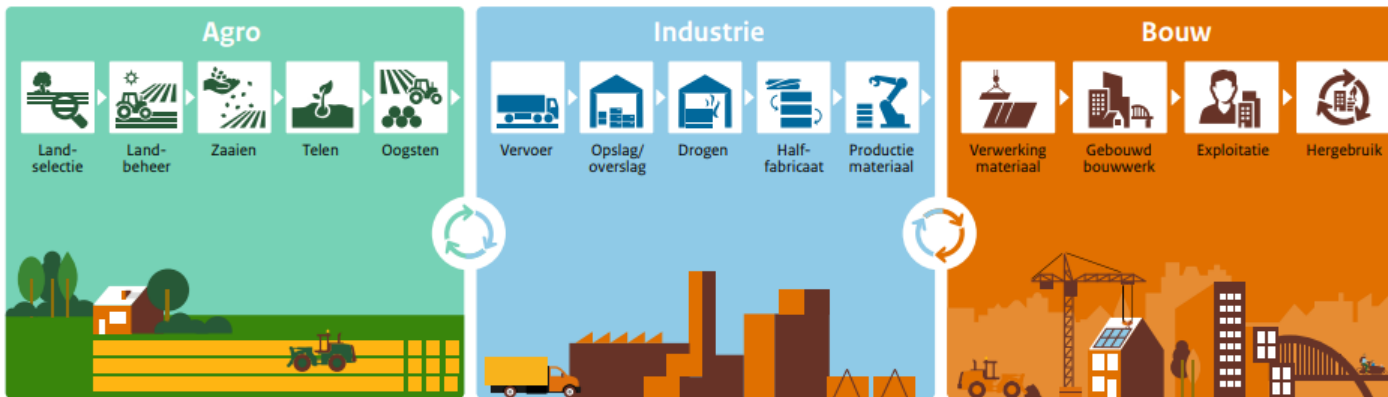 Agro
Land-
selectie
Land-
beheer
Zaaien
Telen
Oogsten
Industrie
Vervoer
Opslag/
overslag
Drogen
Half-
fabricaat
Productie
materiaal
Bouw
Verwerking
materiaal
Gebouwd
bouwwerk
Exploitatie
Hergebruik